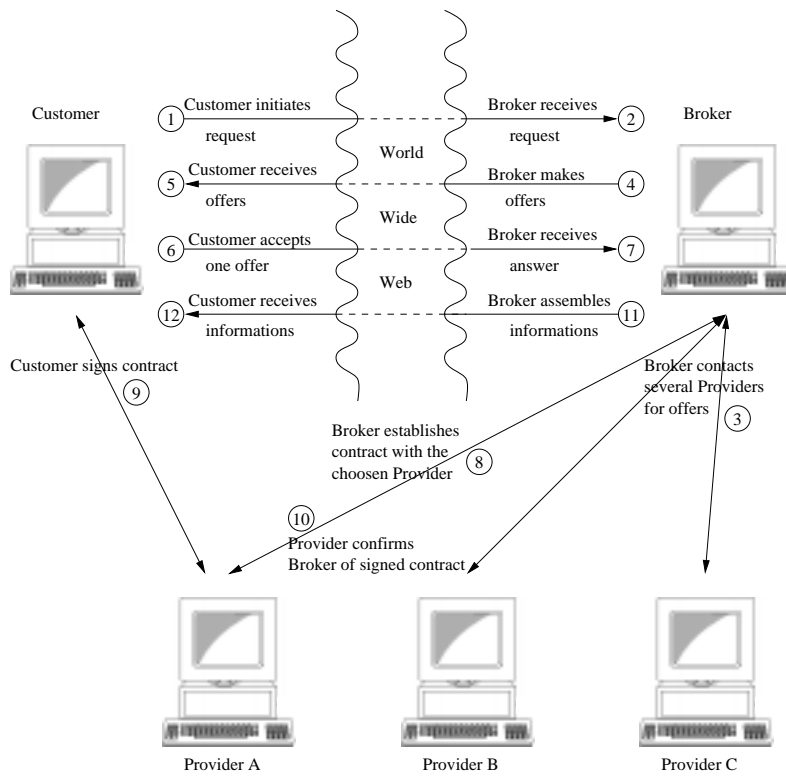 Customer
Broker
1
Customer initiates
request
Broker receives
request
2
World
5
Customer receives
offers
Broker makes
offers
4
Wide
6
Customer accepts
one offer
Broker receives
answer
7
Web
12
Customer receives
informations
Broker assembles
informations
11
Customer signs contract
9
Broker contacts
several Providers
for offers
3
Broker establishes
contract with the
choosen Provider
8
10
Provider confirms
Broker of signed contract
Provider A
Provider B
Provider C